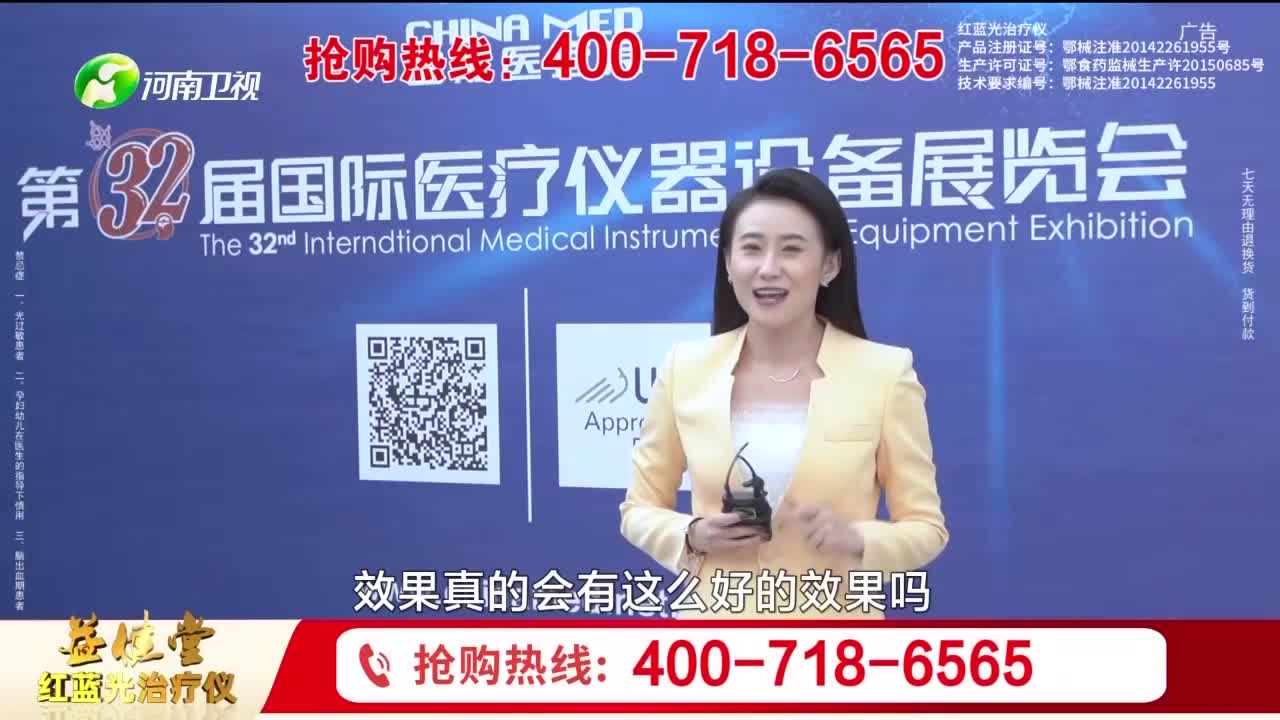 CHINA MED
抢购热线：400-718-6565
红蓝光治疗仪
广告
产品注册证号：鄂械注准20142261955号
生产许可证号：鄂食药监械生产许20150685号
技术要求编号：鄂械注准20142261955
河南卫视
第32届国际医疗仪器设备展览会
The 32nd Interndtional Medical Instrume Equipment Exhibition
七天无理由退换货 货到付款
禁忌症 一、光过敏患者 二、孕妇幼儿在医生的指导下慎用 三、脑出血期患者
Appro
效果真的会有这么好的效果吗
益健堂
红蓝光治疗仪
抢购热线：400-718-6565